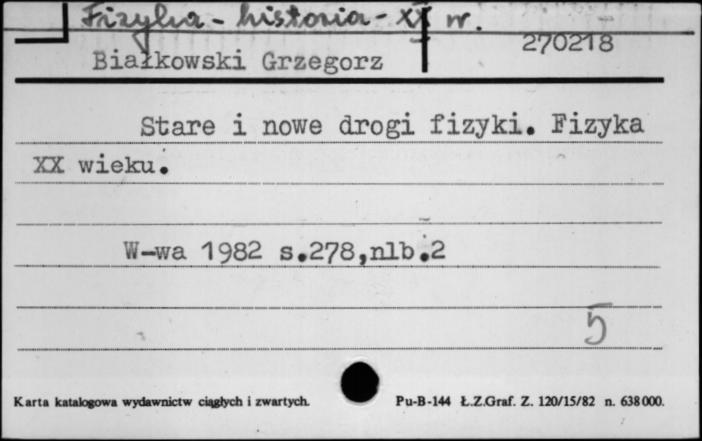 Fizyka - historia - XX w.
270218
Białkowski Grzegorz
Stare i nowe drogi fizyki. Fizyka
XX wieku.
W-wa 1982 s.278,nlb.2
5
Karta katalogowa wydawnictw ciągłych i zwartych. Pu-B-144 Ł.Z.Graf. Z. 120/15/82 n. 638000.